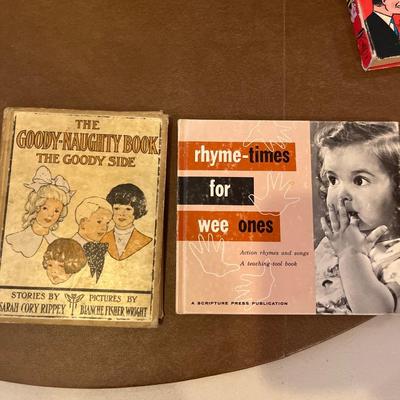 THE
GOODY-NAUGHTY BOOK
THE GOODY SIDE
STORIES BY
PICTURES BY
SARAH CORY RIPPEY
BLANCHE FISHER WRIGHT
rhyme-times
for
wee ones
Action rhymes and songs
A teaching-tool book
A SCRIPTURE PRESS PUBLICATION